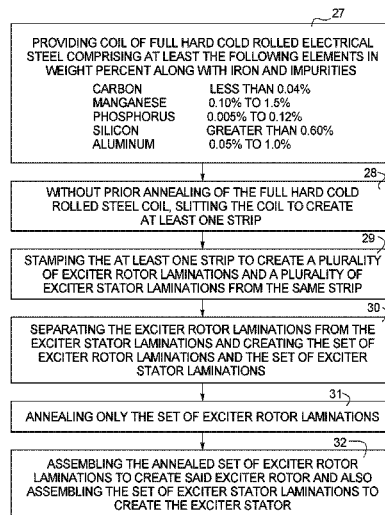 27
PROVIDING COIL OF FULL HARD COLD ROLLED ELECTRICAL
STEEL COMPRISING AT LEAST THE FOLLOWING ELEMENTS IN
WEIGHT PERCENT ALONG WITH IRON AND IMPURITIES
CARBON LESS THAN 0.04%
MANGANESE 0.10% TO 1.5%
PHOSPHORUS 0.005% TO 0.12%
SILICON GREATER THAN 0.60%
ALUMINUM 0.05% TO 1.0%
28
WITHOUT PRIOR ANNEALING OF THE FULL HARD COLD
ROLLED STEEL COIL, SLITTING THE COIL TO CREATE
AT LEAST ONE STRIP
29
STAMPING THE AT LEAST ONE STRIP TO CREATE A PLURALITY
OF EXCITER ROTOR LAMINATIONS AND A PLURALITY OF
EXCITER STATOR LAMINATIONS FROM THE SAME STRIP
30
SEPARATING THE EXCITER ROTOR LAMINATIONS FROM THE
EXCITER STATOR LAMINATIONS AND CREATING THE SET
OF EXCITER ROTOR LAMINATIONS AND THE SET OF EXCITER
STATOR LAMINATIONS
31
ANNEALING ONLY THE SET OF EXCITER ROTOR LAMINATIONS
32
ASSEMBLING THE ANNEALED SET OF EXCITER ROTOR
LAMINATIONS TO CREATE SAID EXCITER ROTOR AND ALSO
ASSEMBLING THE SET OF EXCITER STATOR LAMINATIONS TO
CREATE THE EXCITER STATOR